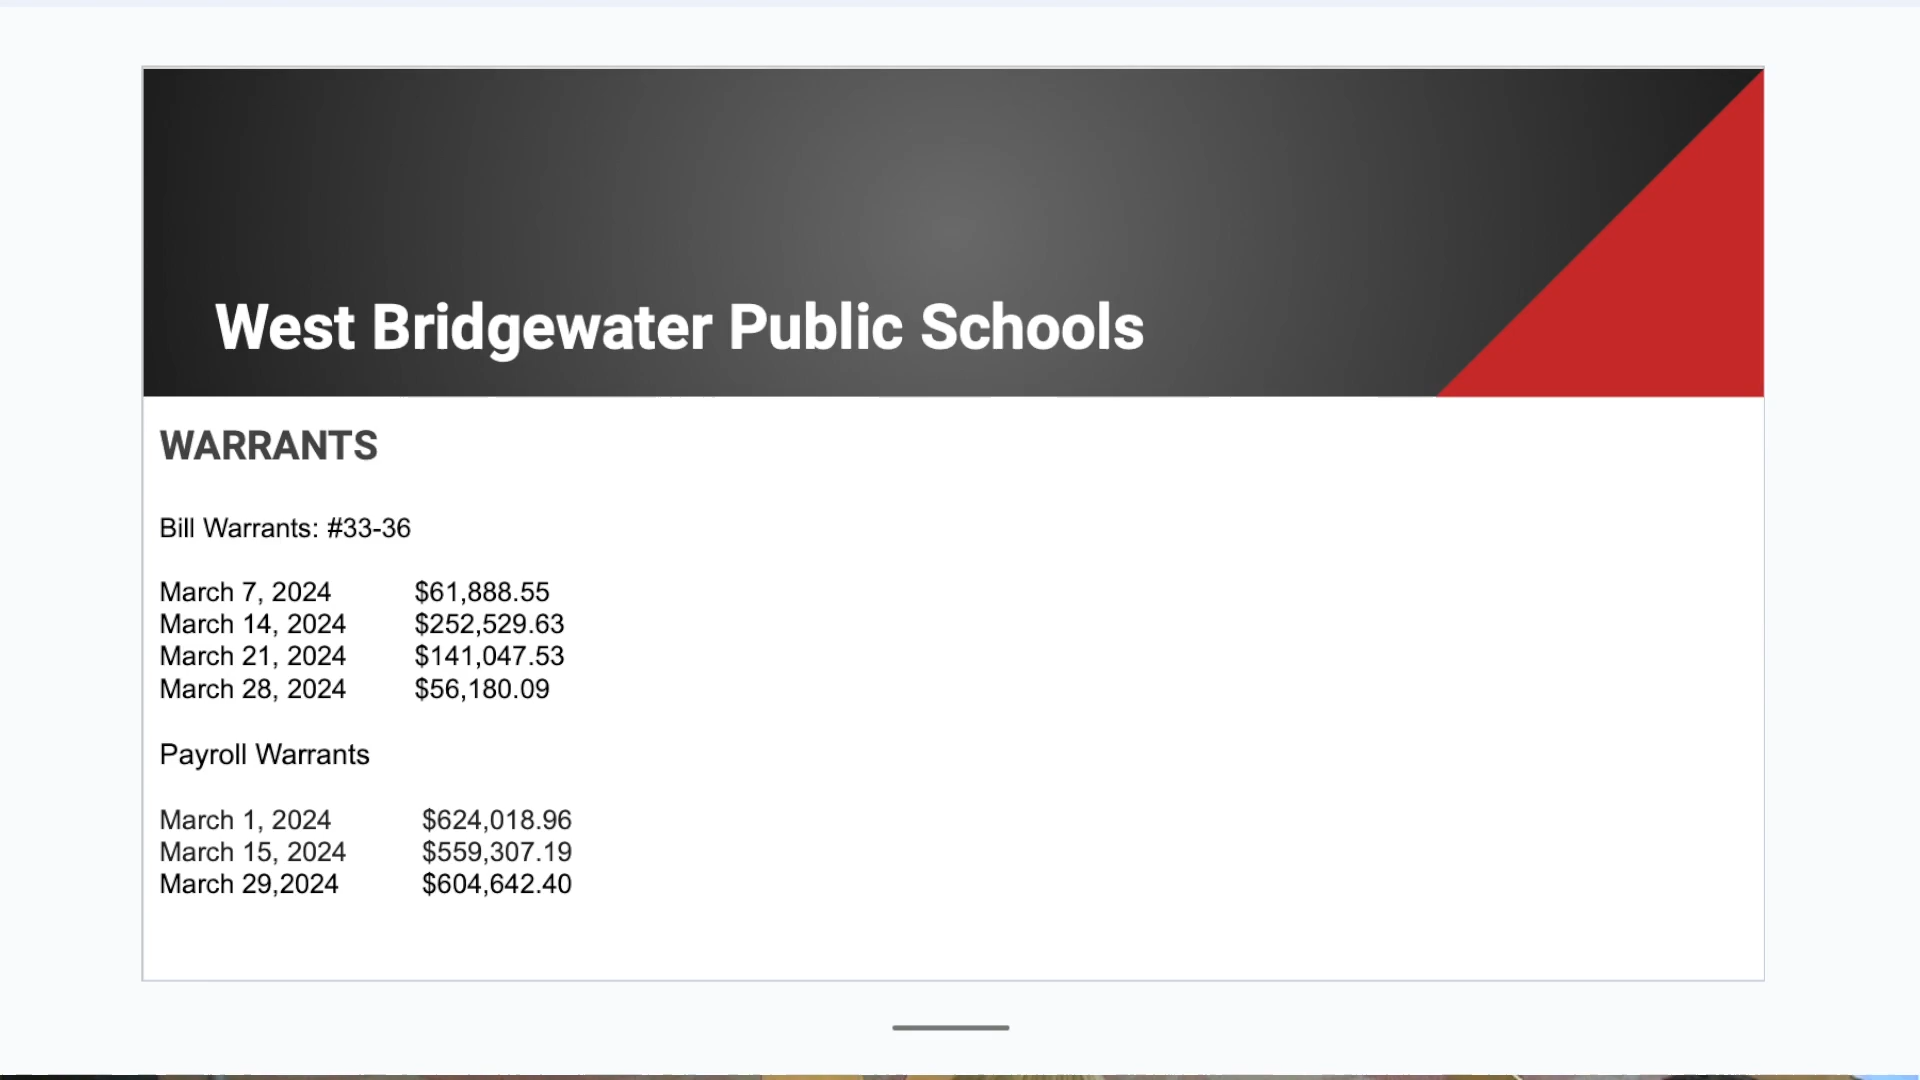 West Bridgewater Public Schools
WARRANTS
Bill Warrants: #33-36
March 7, 2024 $61,888.55
March 14, 2024 $252,529.63
March 21, 2024 $141,047.53
March 28, 2024 $56,180.09
Payroll Warrants
March 1, 2024 $624,018.96
March 15, 2024 $559,307.19
March 29,2024 $604,642.40